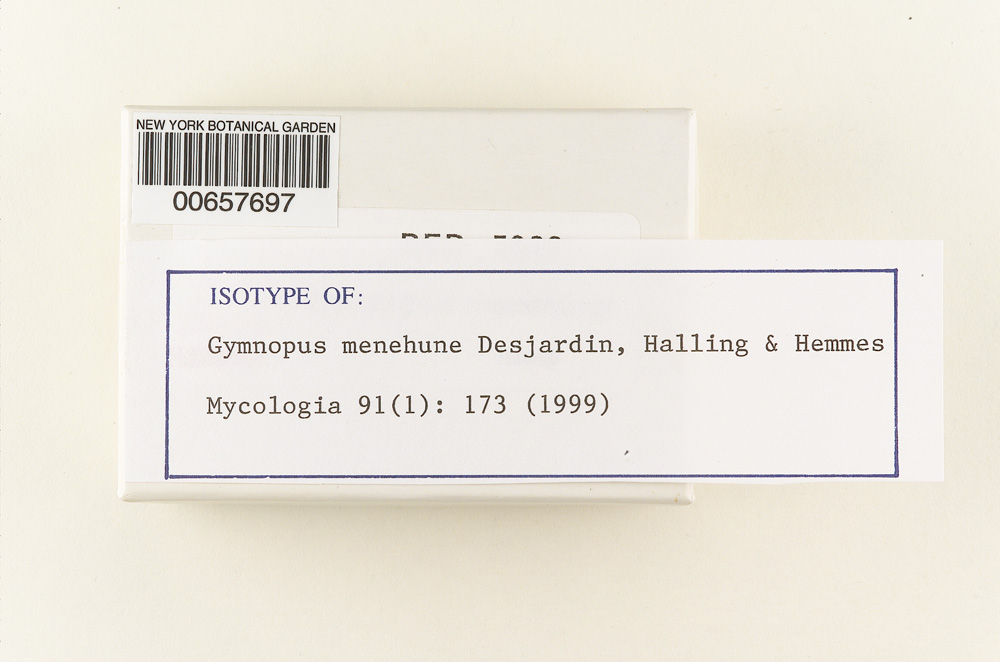 NEW YORK BOTANICAL GARDEN
00657697
ISOTYPE OF:
Gymnopus menehune Desjardin, Halling & Hemmes
Mycologia 91(1): 173 (1999)